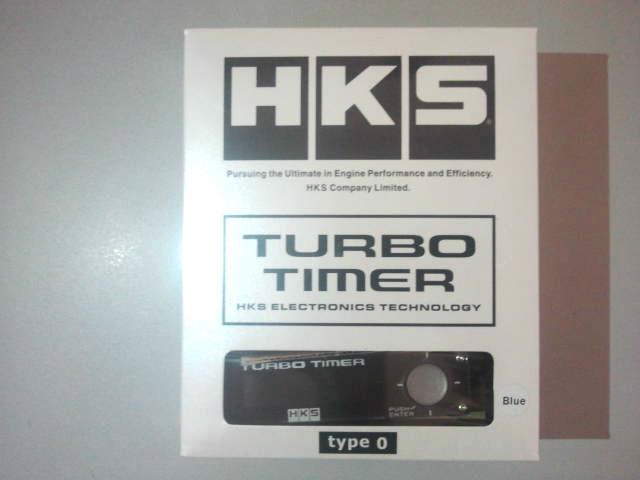 HKS
Pursuing the Ultimate in Engine Performance and Efficiency.
HKS Company Limited.
TURBO
TIMER
HKS ELECTRONICS TECHNOLOGY
TURBO TIMER
HKS
PUSH
ENTER
Blue
type 0